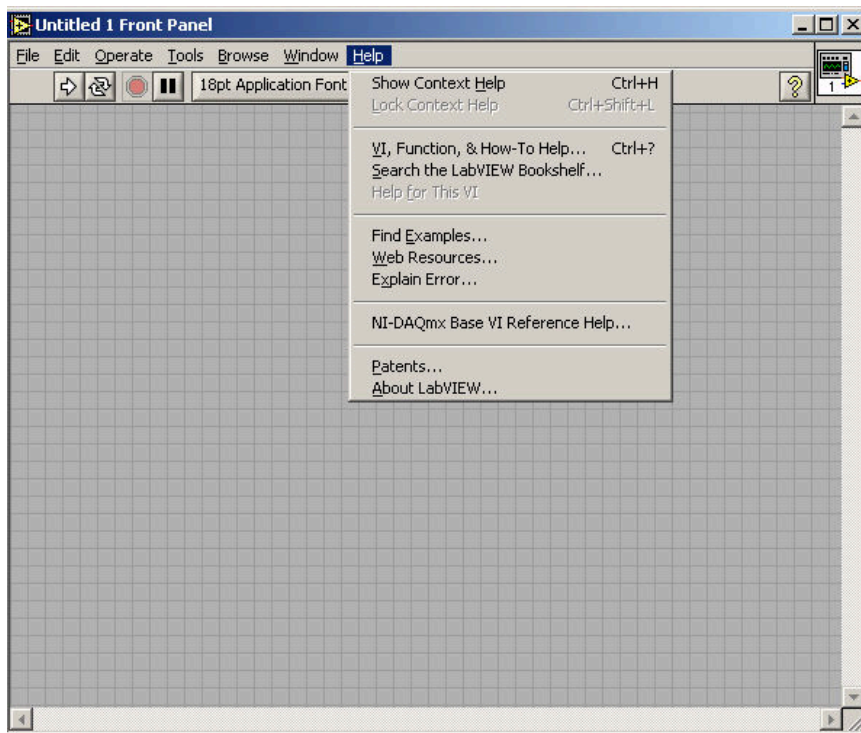 Untitled 1 Front Panel
File Edit Operate Tools Browse Window Help
18pt Application Font
1
Show Context Help Ctrl+H
Lock Context Help Ctrl+Shift+L
VI, Function, & How-To Help... Ctrl+?
Search the LabVIEW Bookshelf...
Help for This VI
Find Examples...
Web Resources...
Explain Error...
NI-DAQmx Base VI Reference Help...
Patents...
About LabVIEW...